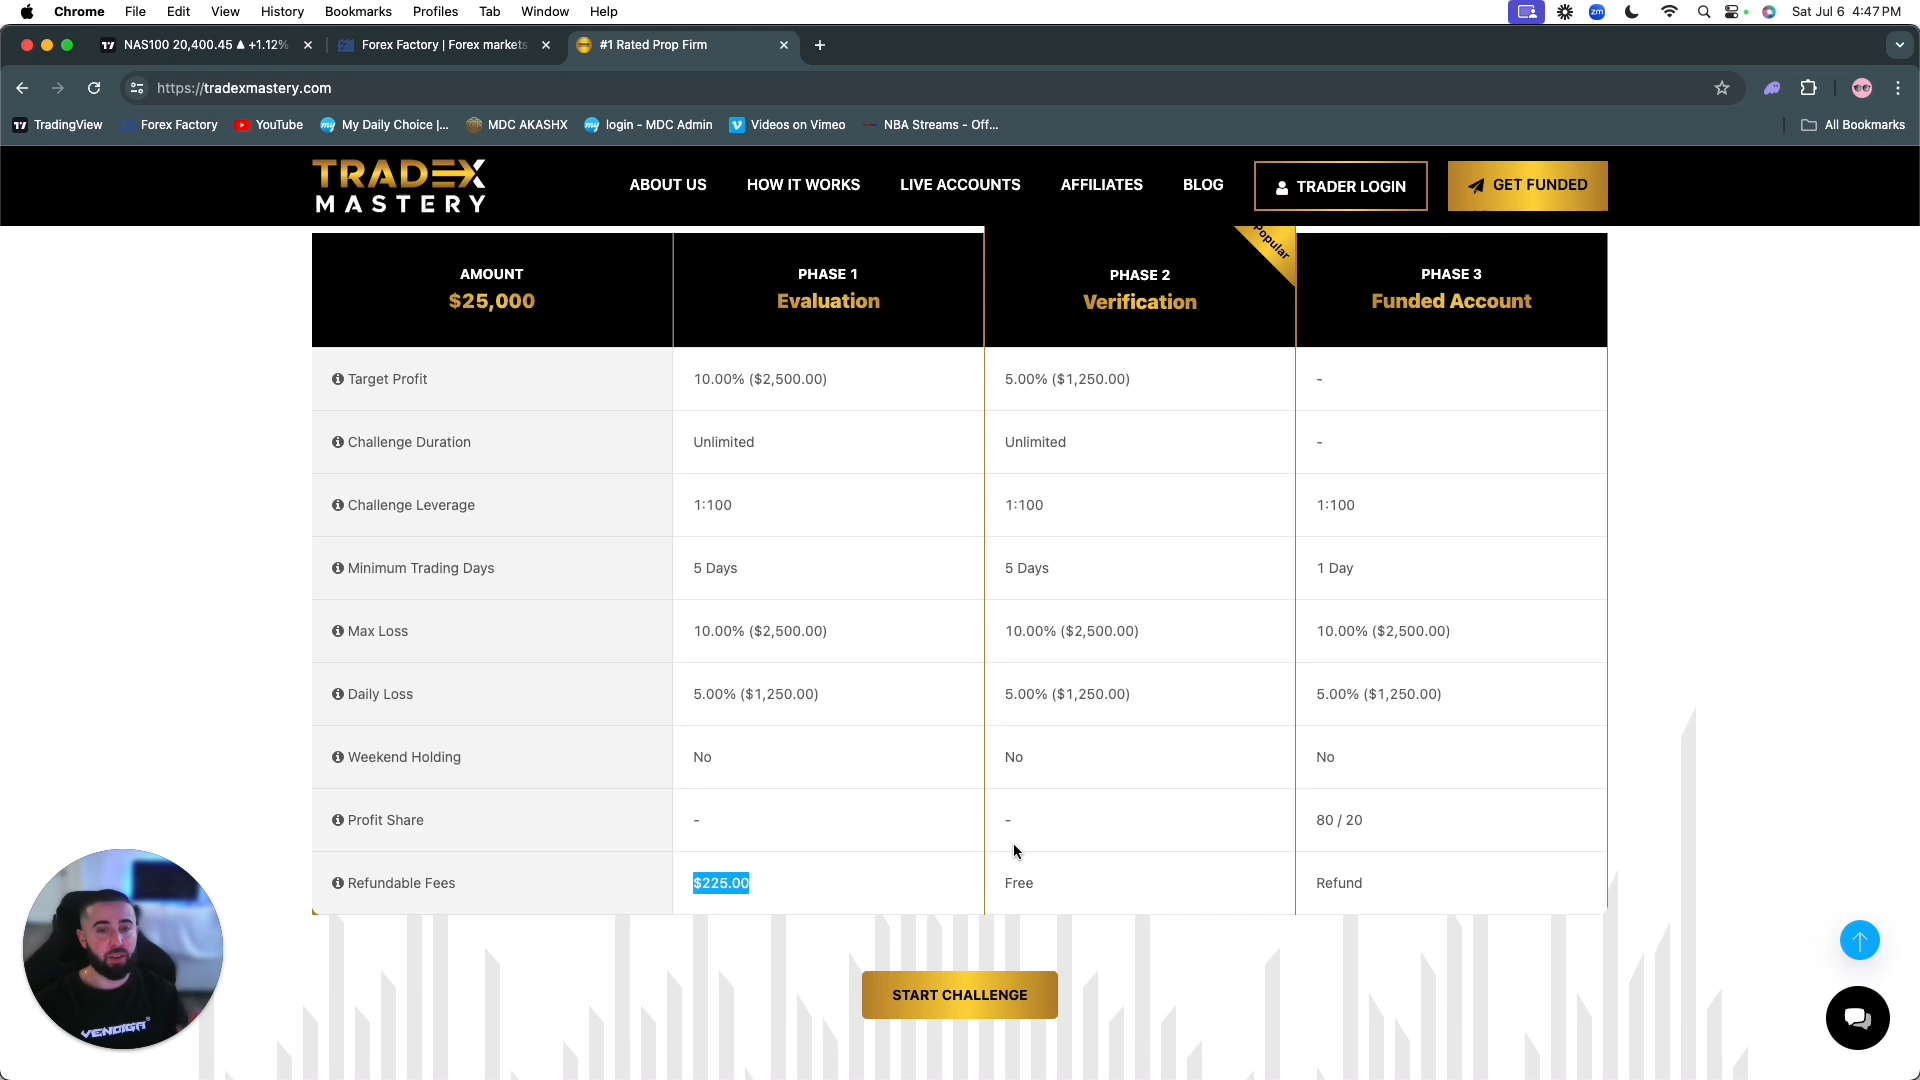 Chrome File Edit View History Bookmarks Profiles Tab Window Help zm Sat Jul 6 4:47 PM
NAS100 20,400.45 ▲ +1.12% Forex Factory | Forex markets #1 Rated Prop Firm
https://tradexmastery.com
TradingView Forex Factory YouTube My Daily Choice |... MDC AKASHX login - MDC Admin Videos on Vimeo NBA Streams - Off... All Bookmarks
TRADEX
MASTERY
ABOUT US HOW IT WORKS LIVE ACCOUNTS AFFILIATES BLOG TRADER LOGIN GET FUNDED
Popular
AMOUNT PHASE 1 PHASE 2 PHASE 3
$25,000 Evaluation Verification Funded Account
Target Profit 10.00% ($2,500.00) 5.00% ($1,250.00) -
Challenge Duration Unlimited Unlimited -
Challenge Leverage 1:100 1:100 1:100
Minimum Trading Days 5 Days 5 Days 1 Day
Max Loss 10.00% ($2,500.00) 10.00% ($2,500.00) 10.00% ($2,500.00)
Daily Loss 5.00% ($1,250.00) 5.00% ($1,250.00) 5.00% ($1,250.00)
Weekend Holding No No No
Profit Share - - 80 / 20
Refundable Fees $225.00 Free Refund
START CHALLENGE